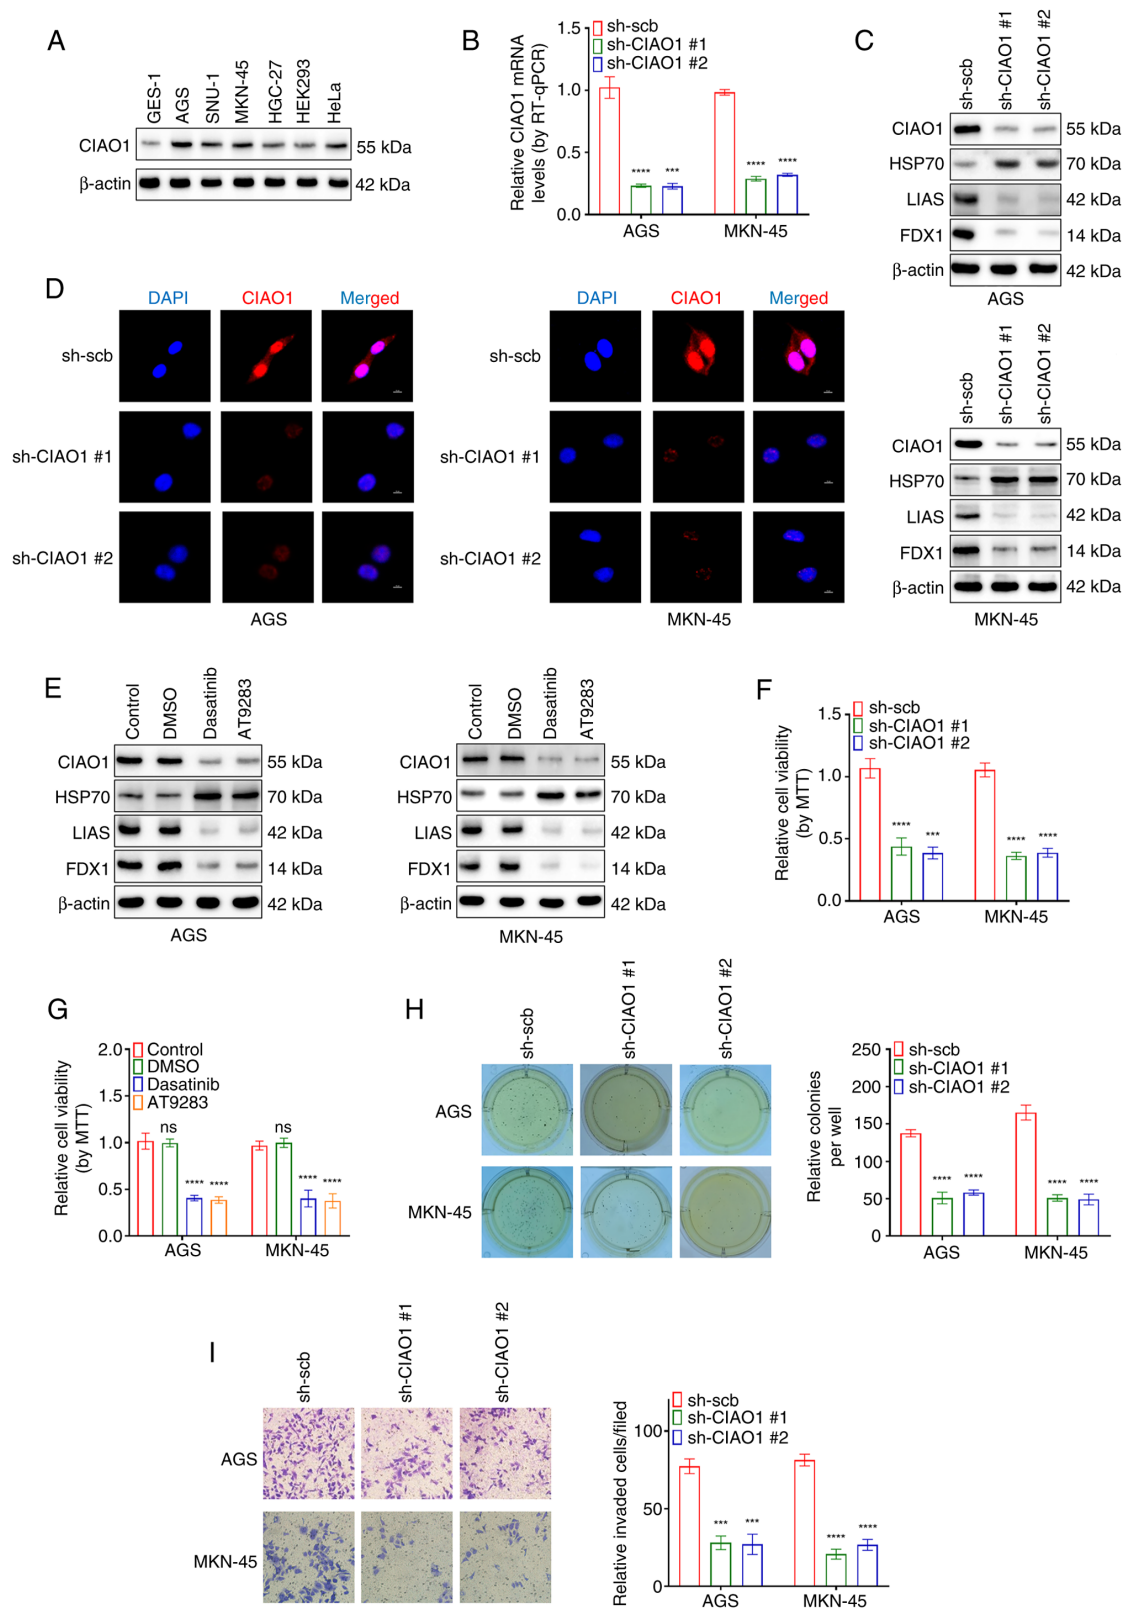 A
GES-1
AGS
SNU-1
MKN-45
HGC-27
HEK293
HeLa
CIAO1
55 kDa
β-actin
42 kDa
B
Relative CIAO1 mRNA
levels (by RT-qPCR)
1.5
1.0
0.5
0.0
sh-scb
sh-CIAO1 #1
sh-CIAO1 #2
**** ***
**** ****
AGS
MKN-45
C
sh-scb
sh-CIAO1 #1
sh-CIAO1 #2
CIAO1
55 kDa
HSP70
70 kDa
LIAS
42 kDa
FDX1
14 kDa
β-actin
42 kDa
AGS
sh-scb
sh-CIAO1 #1
sh-CIAO1 #2
CIAO1
55 kDa
HSP70
70 kDa
LIAS
42 kDa
FDX1
14 kDa
β-actin
42 kDa
MKN-45
D
DAPI
CIAO1
Merged
sh-scb
sh-CIAO1 #1
sh-CIAO1 #2
AGS
DAPI
CIAO1
Merged
sh-scb
sh-CIAO1 #1
sh-CIAO1 #2
MKN-45
E
Control
DMSO
Dasatinib
AT9283
CIAO1
55 kDa
HSP70
70 kDa
LIAS
42 kDa
FDX1
14 kDa
β-actin
42 kDa
AGS
Control
DMSO
Dasatinib
AT9283
CIAO1
55 kDa
HSP70
70 kDa
LIAS
42 kDa
FDX1
14 kDa
β-actin
42 kDa
MKN-45
F
Relative cell viability
(by MTT)
1.5
1.0
0.5
0.0
sh-scb
sh-CIAO1 #1
sh-CIAO1 #2
**** ***
**** ****
AGS
MKN-45
G
Relative cell viability
(by MTT)
2.0
1.5
1.0
0.5
0.0
Control
DMSO
Dasatinib
AT9283
ns
**** ****
ns
**** ****
AGS
MKN-45
H
sh-scb
sh-CIAO1 #1
sh-CIAO1 #2
AGS
MKN-45
Relative colonies
per well
250
200
150
100
50
0
sh-scb
sh-CIAO1 #1
sh-CIAO1 #2
**** ****
**** ****
AGS
MKN-45
I
sh-scb
sh-CIAO1 #1
sh-CIAO1 #2
AGS
MKN-45
Relative invaded cells/filed
100
50
0
sh-scb
sh-CIAO1 #1
sh-CIAO1 #2
*** ***
**** ****
AGS
MKN-45